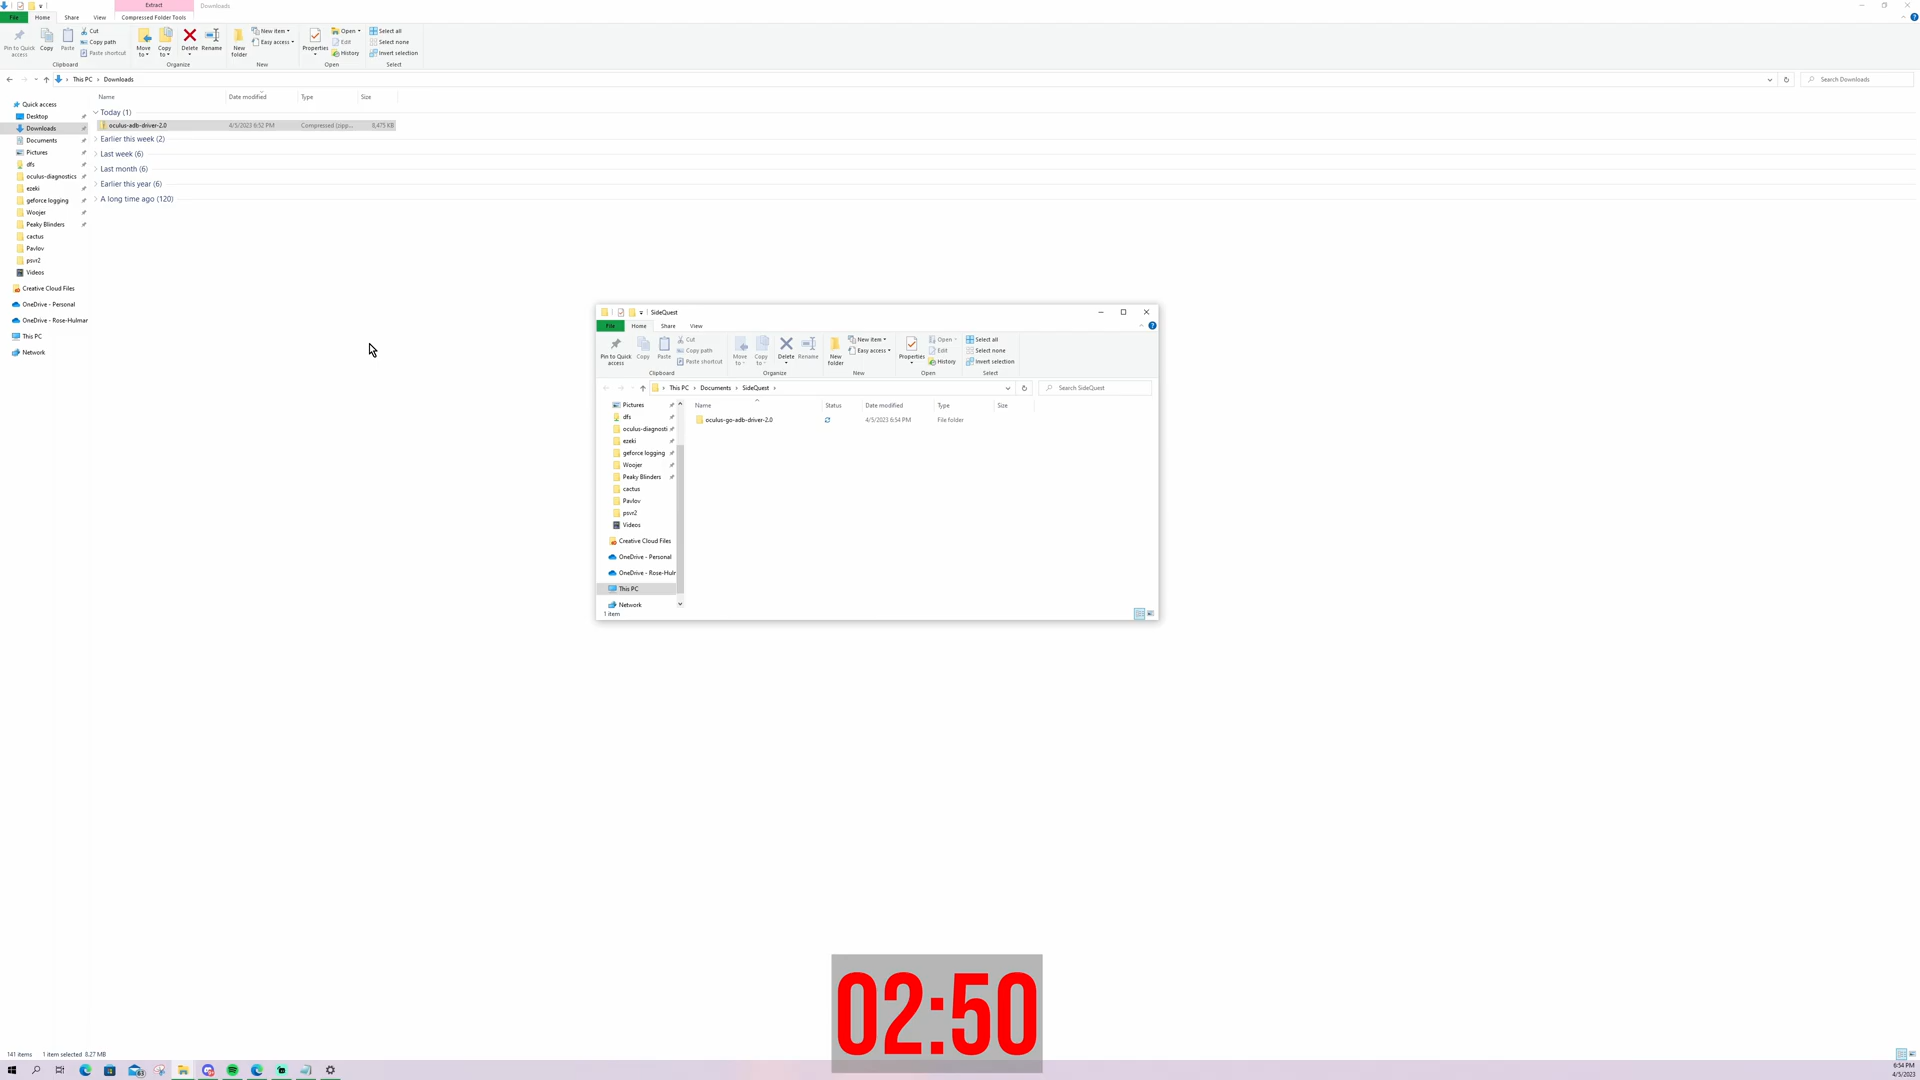 Extract
Downloads
File
Home
Share
View
Compressed Folder Tools
Pin to Quick access
Copy
Paste
Cut
Copy path
Paste shortcut
Clipboard
Move to
Copy to
Delete
Rename
Organize
New folder
New item
Easy access
New
Properties
Open
Edit
History
Open
Select all
Select none
Invert selection
Select
This PC
Downloads
Search Downloads
Name
Date modified
Type
Size
Today (1)
oculus-adb-driver-2.0
4/5/2023 6:52 PM
Compressed (zipp...
8,475 KB
Earlier this week (2)
Last week (6)
Last month (6)
Earlier this year (6)
A long time ago (120)
Quick access
Desktop
Downloads
Documents
Pictures
dfs
oculus-diagnostics
ezeki
geforce logging
Woojer
Peaky Blinders
cactus
Pavlov
psvr2
Videos
Creative Cloud Files
OneDrive - Personal
OneDrive - Rose-Hulmar
This PC
Network
SideQuest
File
Home
Share
View
Pin to Quick access
Copy
Paste
Cut
Copy path
Paste shortcut
Clipboard
Move to
Copy to
Delete
Rename
Organize
New folder
New item
Easy access
New
Properties
Open
Edit
History
Open
Select all
Select none
Invert selection
Select
This PC
Documents
SideQuest
Search SideQuest
Name
Status
Date modified
Type
Size
oculus-go-adb-driver-2.0
4/5/2023 6:54 PM
File folder
Pictures
dfs
oculus-diagnosti
ezeki
geforce logging
Woojer
Peaky Blinders
cactus
Pavlov
psvr2
Videos
Creative Cloud Files
OneDrive - Personal
OneDrive - Rose-Hulr
This PC
Network
1 item
02:50
141 items
1 item selected 8.27 MB
6:54 PM
4/5/2023